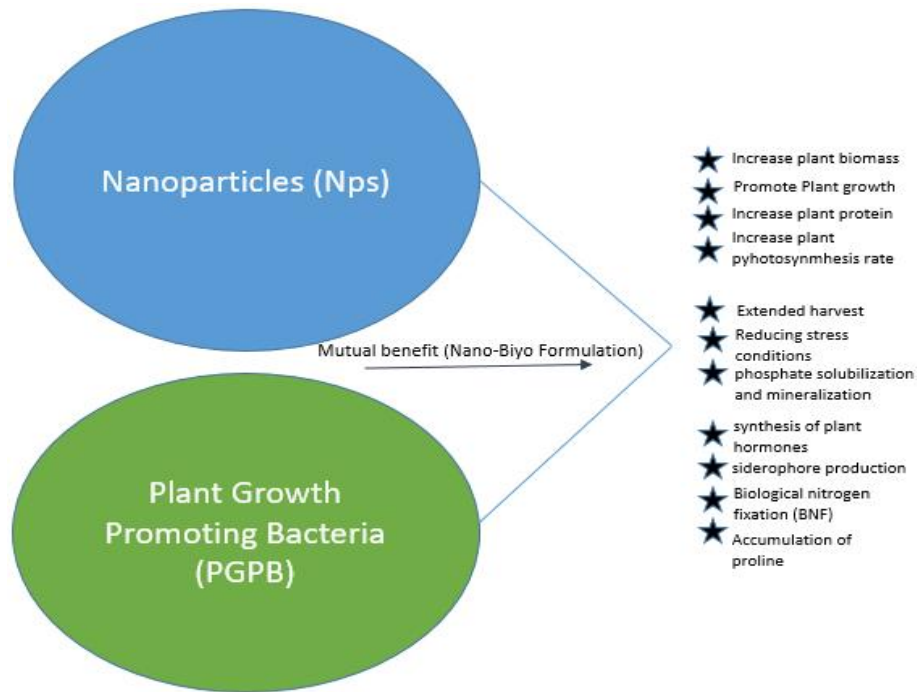 Nanoparticles (Nps)
Mutual benefit (Nano-Biyo Formulation)
Plant Growth
Promoting Bacteria
(PGPB)
Increase plant biomass
Promote Plant growth
Increase plant protein
Increase plant
pyhotosynmhesis rate
Extended harvest
Reducing stress
conditions
phosphate solubilization
and mineralization
synthesis of plant
hormones
siderophore production
Biological nitrogen
fixation (BNF)
Accumulation of
proline